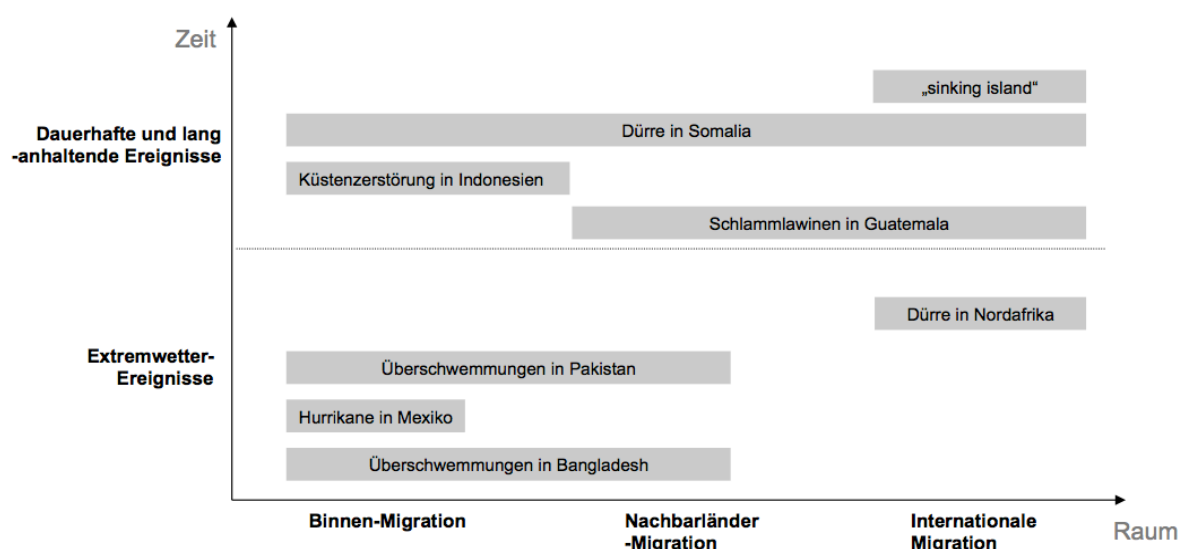 Zeit
„sinking island“
Dauerhafte und lang
-anhaltende Ereignisse
Dürre in Somalia
Küstenzerstörung in Indonesien
Schlammlawinen in Guatemala
Dürre in Nordafrika
Extremwetter-
Ereignisse
Überschwemmungen in Pakistan
Hurrikane in Mexiko
Überschwemmungen in Bangladesh
Binnen-Migration
Nachbarländer
-Migration
Internationale
Migration
Raum